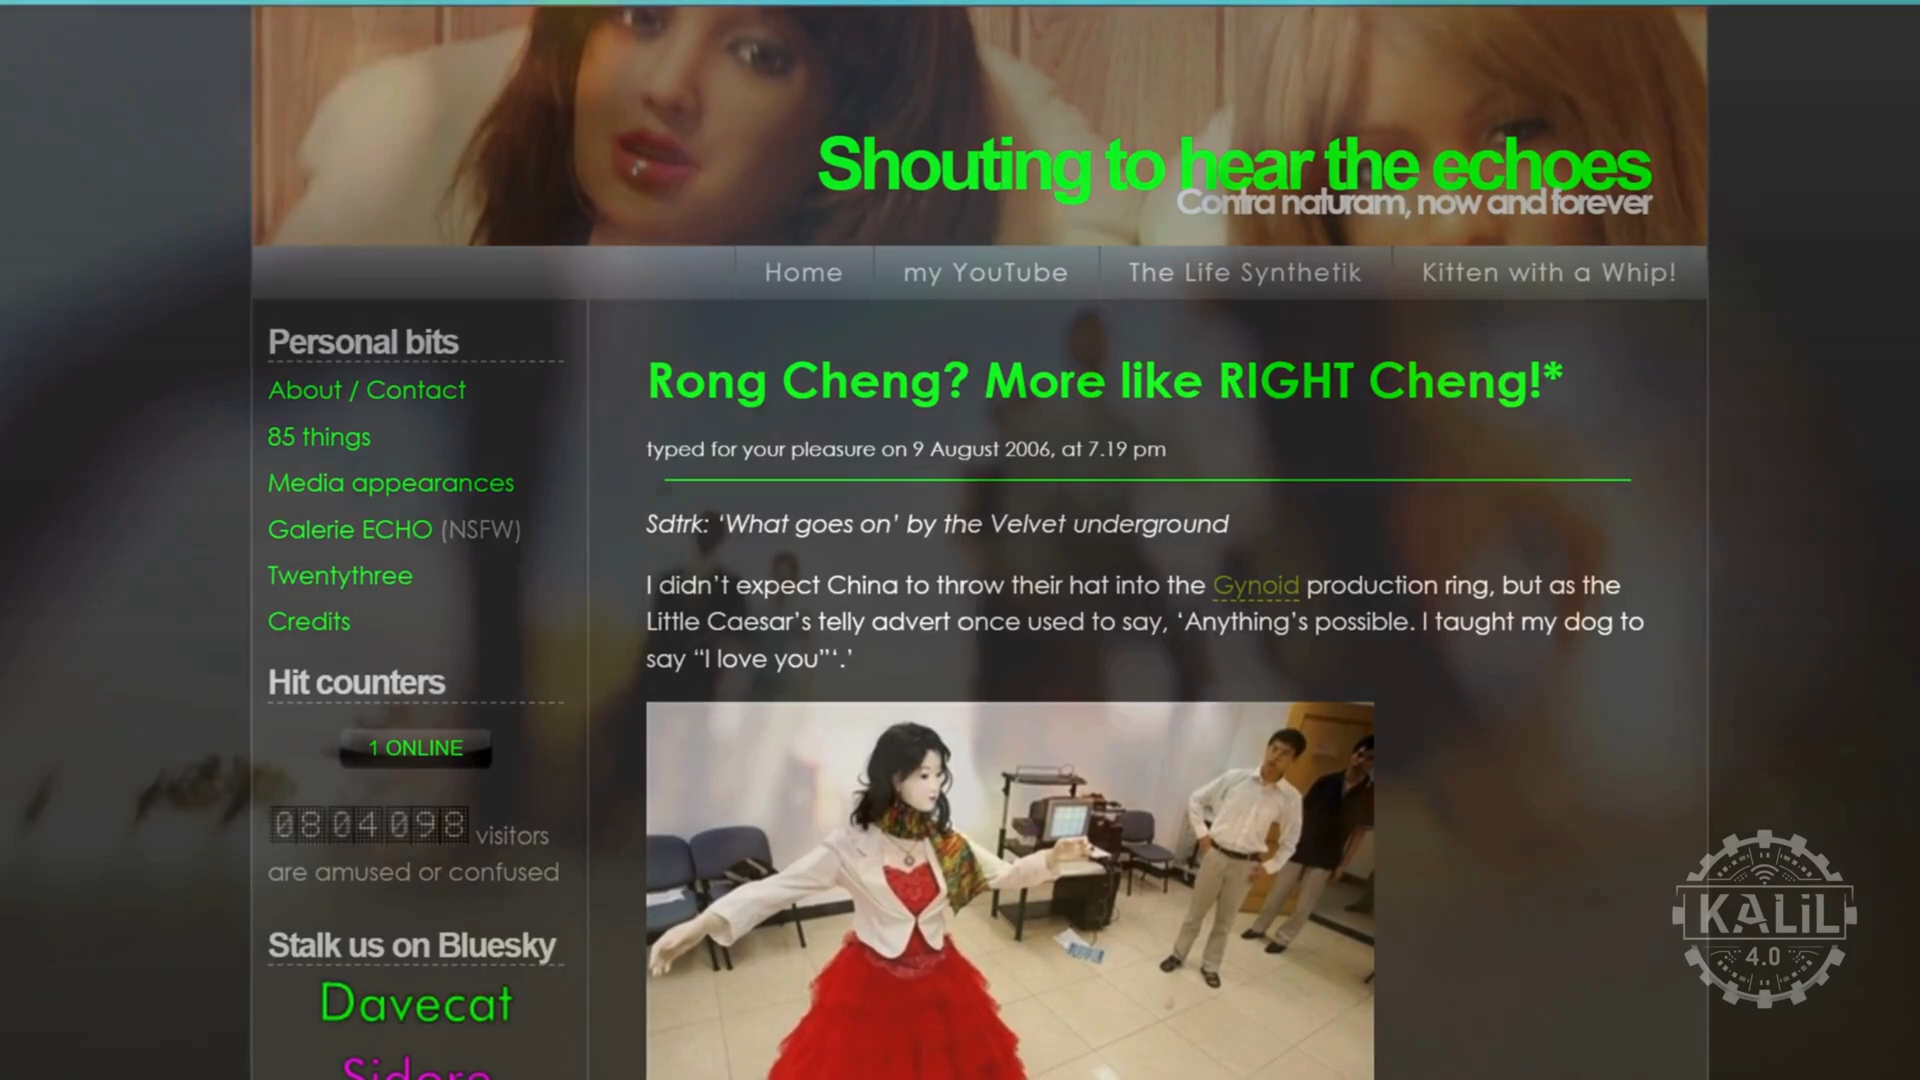 Shouting to hear the echoes
Contra naturam, now and forever
Home
my YouTube
The Life Synthetik
Kitten with a Whip!
Personal bits
About / Contact
85 things
Media appearances
Galerie ECHO (NSFW)
Twentythree
Credits
Hit counters
1 ONLINE
0804098 visitors
are amused or confused
Stalk us on Bluesky
Davecat
Sidore
Rong Cheng? More like RIGHT Cheng!*
typed for your pleasure on 9 August 2006, at 7.19 pm
Sdtrk: ‘What goes on’ by the Velvet underground
I didn’t expect China to throw their hat into the Gynoid production ring, but as the
Little Caesar’s telly advert once used to say, ‘Anything’s possible. I taught my dog to
say “I love you”‘.’
KALiL
4.0